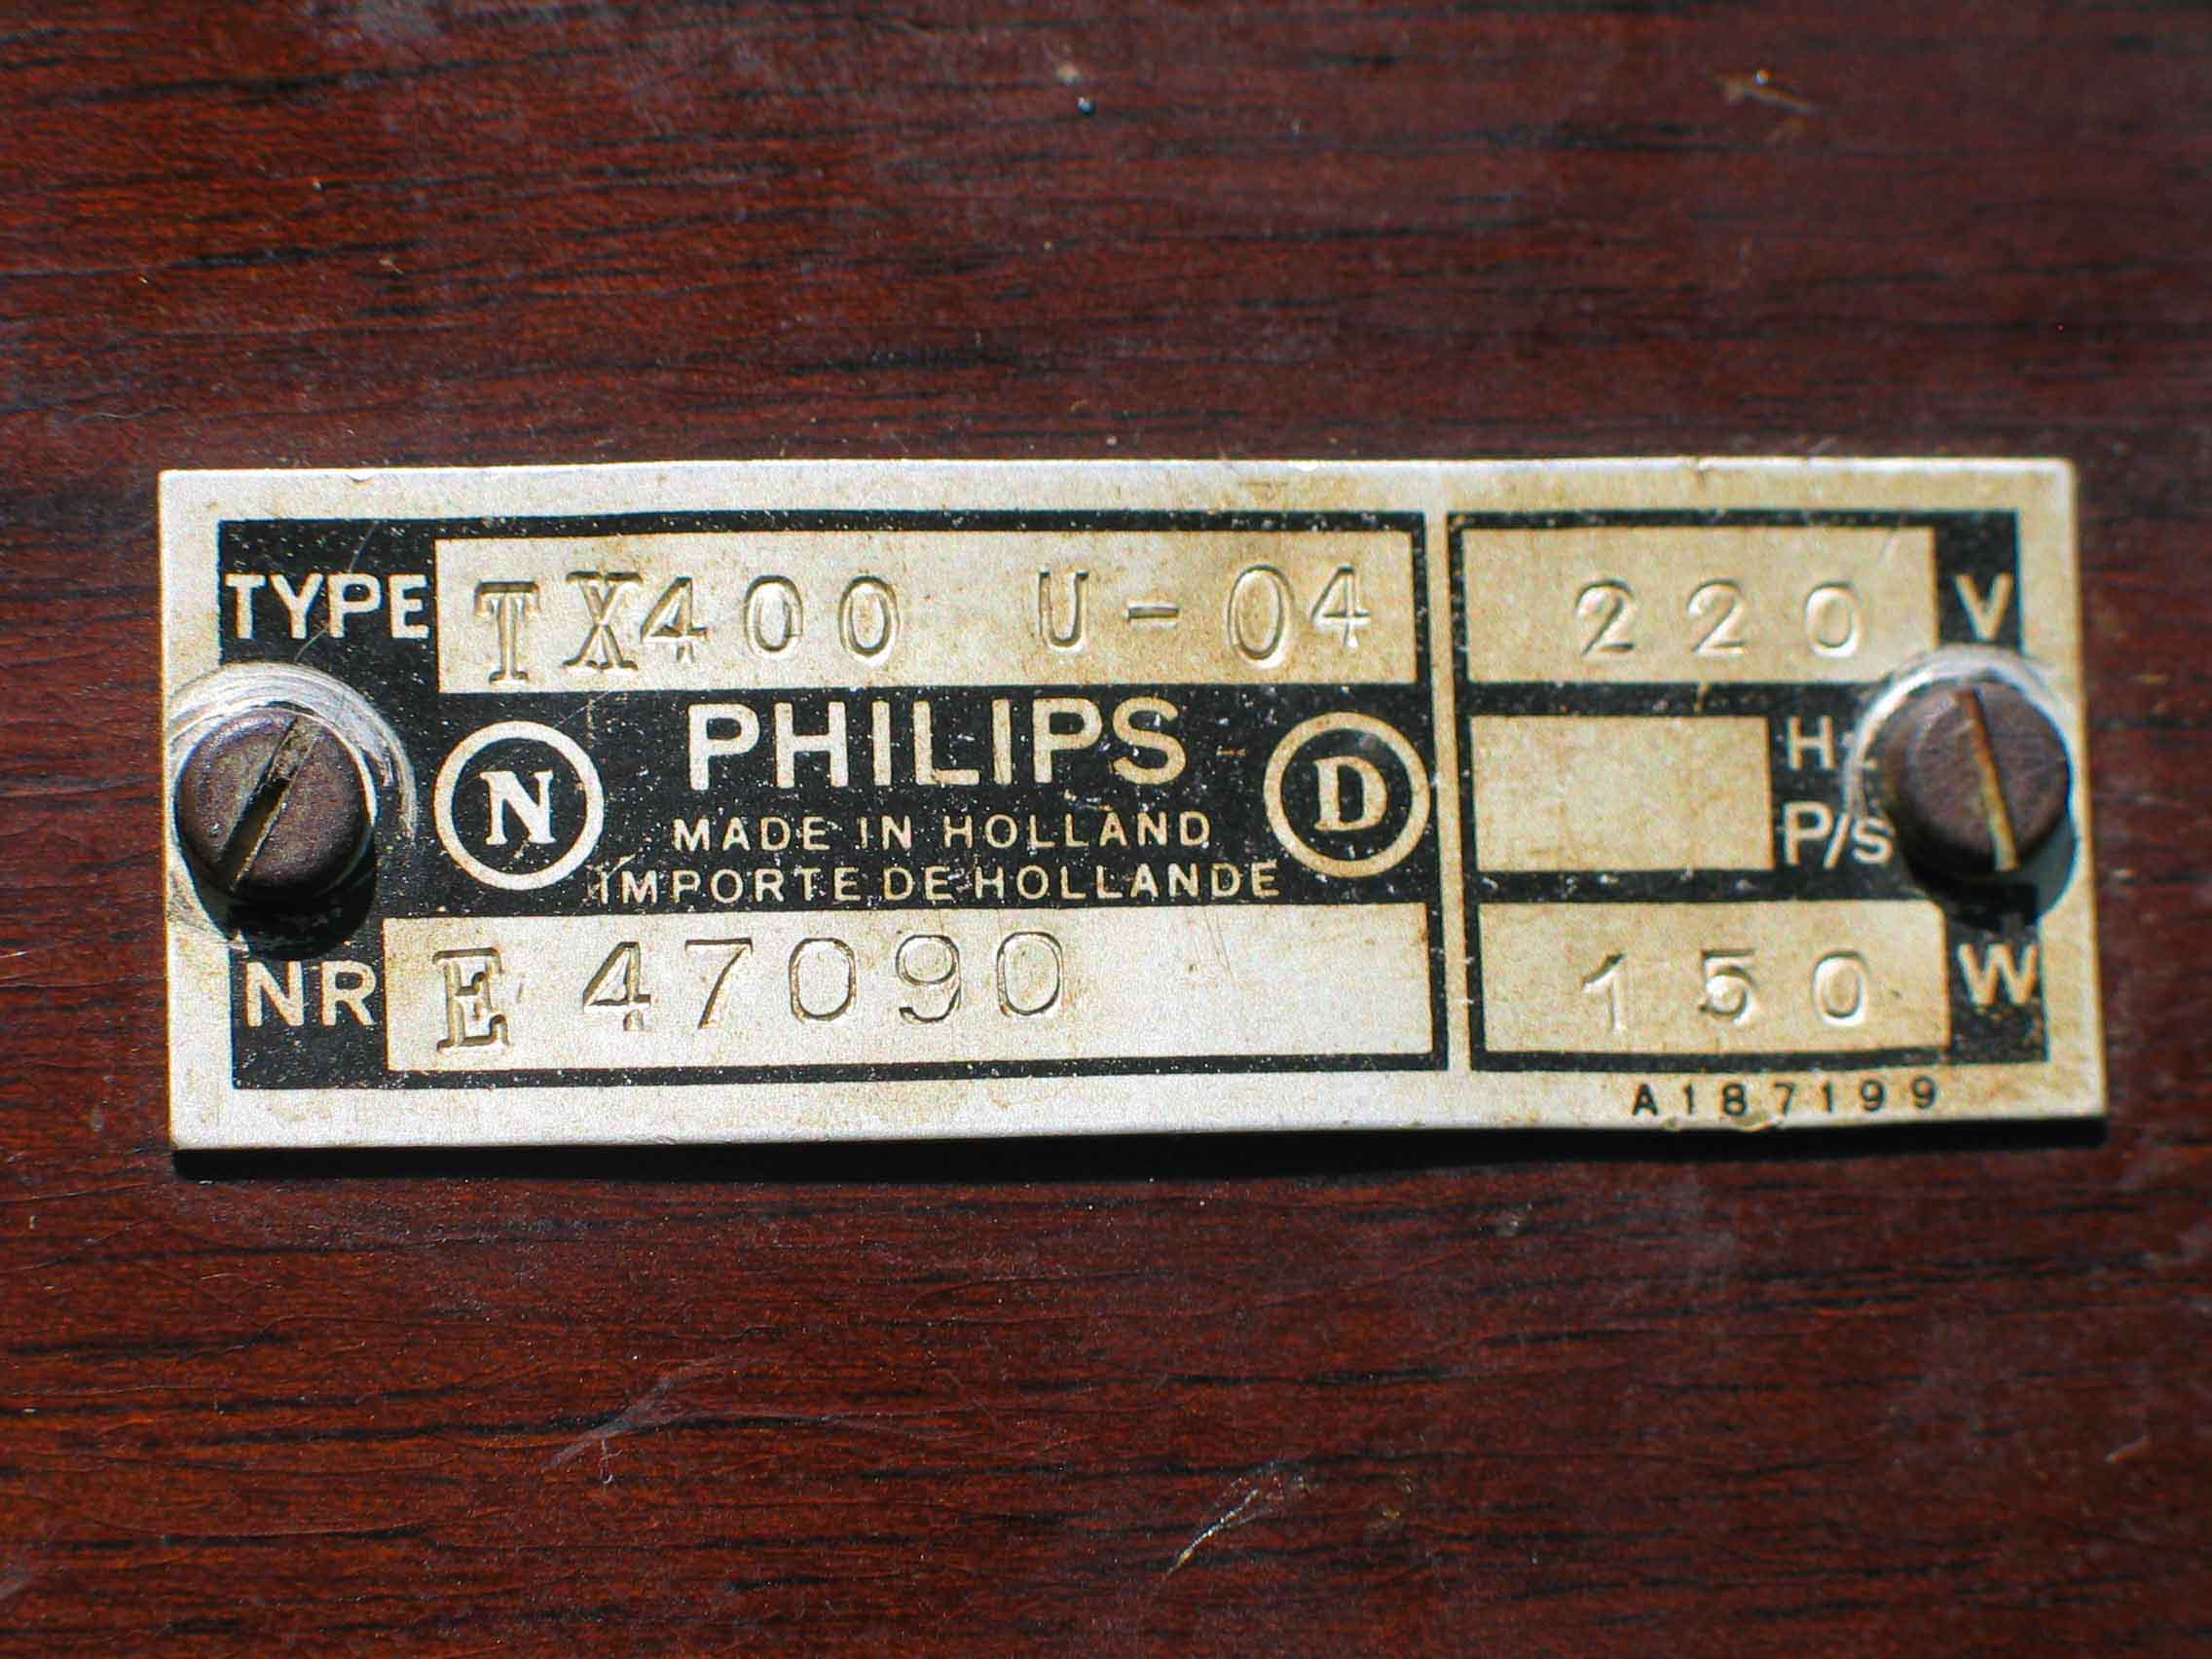 TYPE TX400 U-04
N PHILIPS D
MADE IN HOLLAND
IMPORTE DE HOLLANDE
NR E 47090
220 V
P/S
150 W
A187199